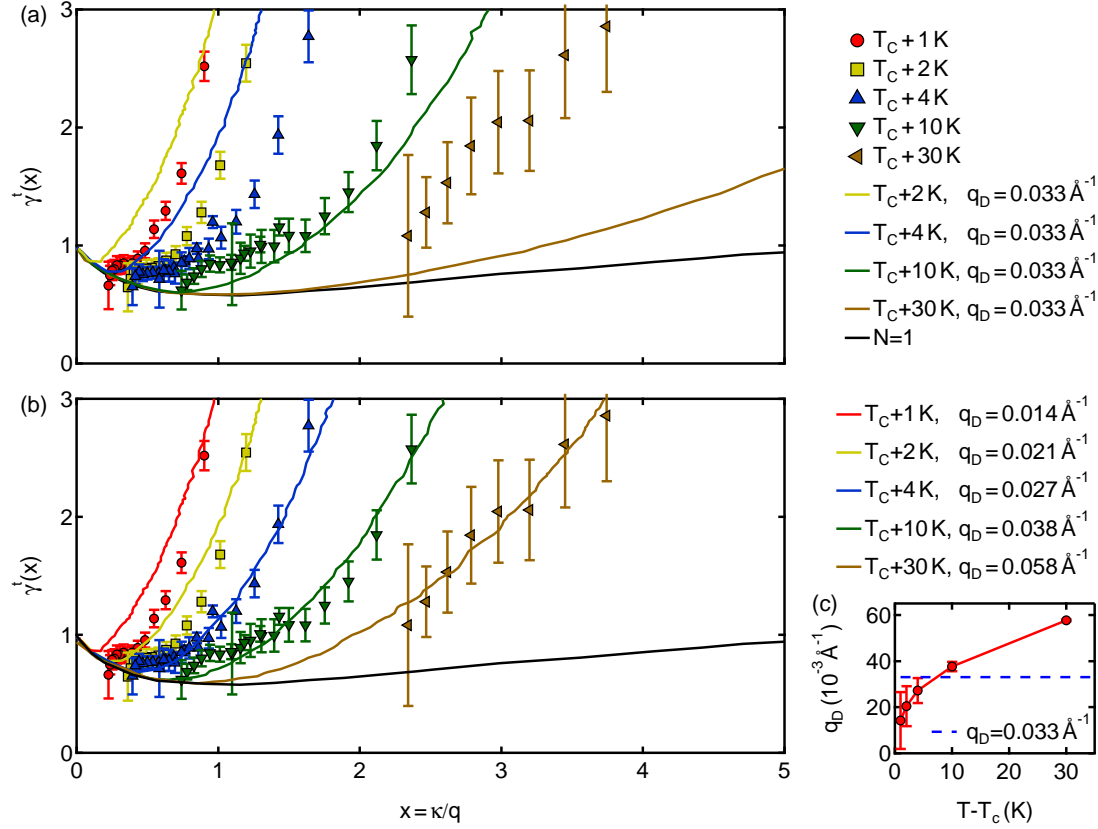 (a)
3
2
1
0
γᵗ(x)
T_C+1 K
T_C+2K
T_C+4K
T_C+10 K
T_C+30 K
T_C+2 K, q_D=0.033 Å⁻¹
T_C+4 K, q_D=0.033 Å⁻¹
T_C+10 K, q_D=0.033 Å⁻¹
T_C+30 K, q_D=0.033 Å⁻¹
N=1
(b)
3
2
1
0
γᵗ(x)
0 1 2 3 4 5
x=κ/q
T_C+1 K, q_D=0.014 Å⁻¹
T_C+2 K, q_D=0.021 Å⁻¹
T_C+4 K, q_D=0.027 Å⁻¹
T_C+10 K, q_D=0.038 Å⁻¹
T_C+30 K, q_D=0.058 Å⁻¹
(c)
60
40
20
0
q_D (10⁻³ Å⁻¹)
q_D=0.033 Å⁻¹
0 10 20 30
T-T_c (K)